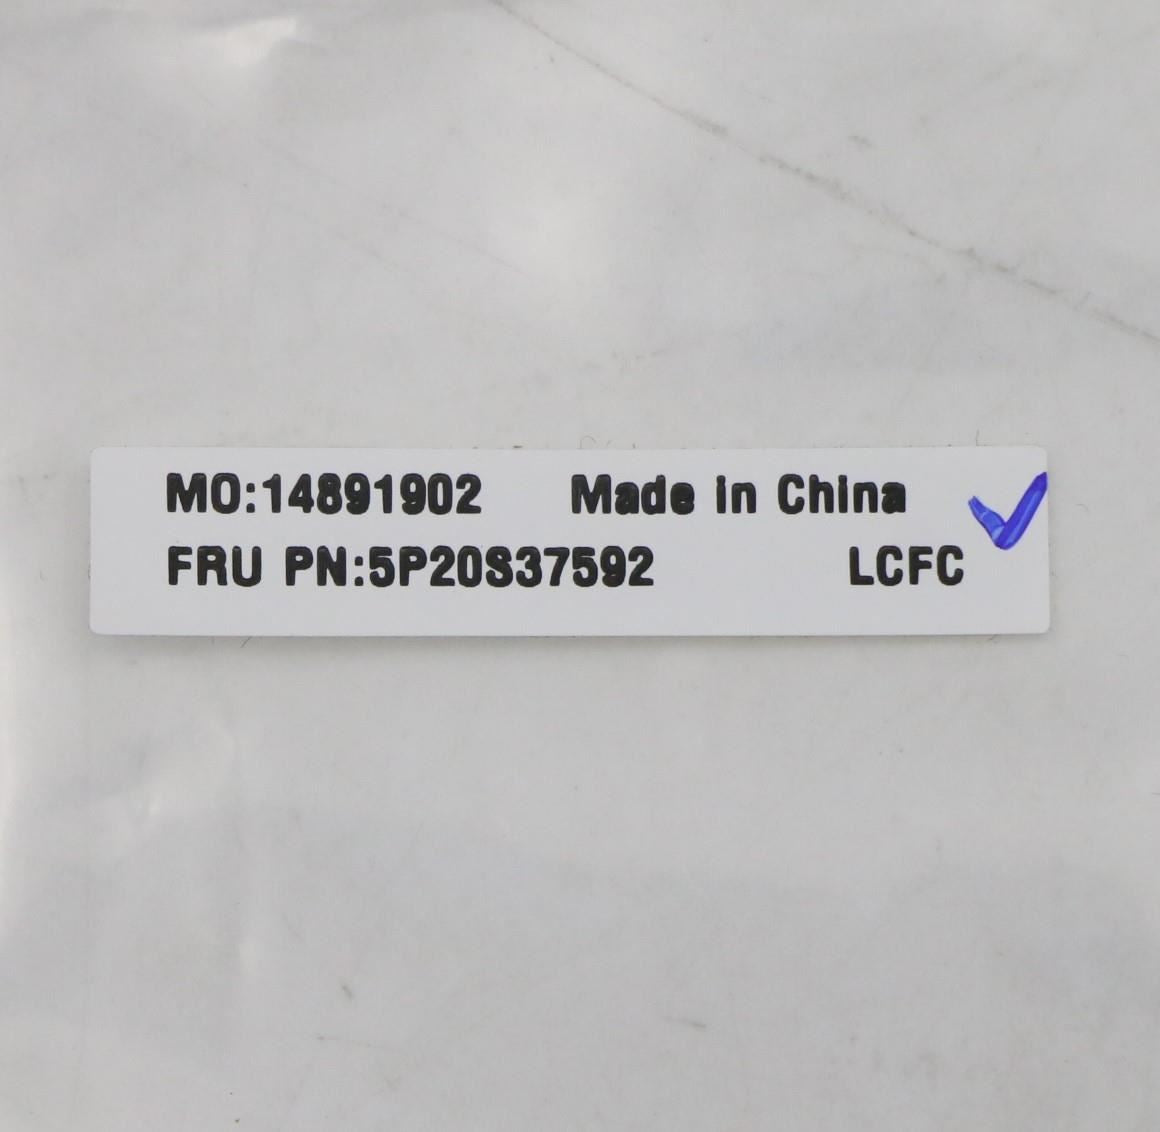 MO:14891902 Made in China
FRU PN:5P20S37592 LCFC